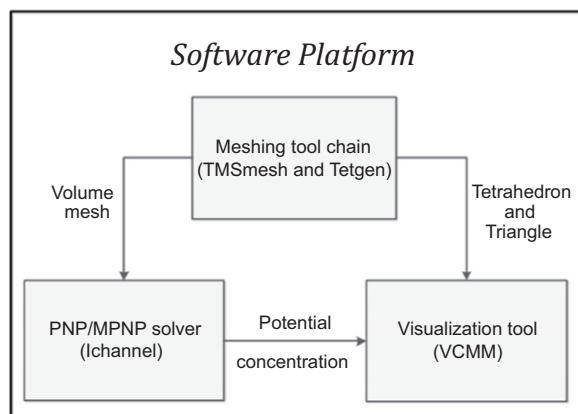 Software Platform
Meshing tool chain
(TMSmesh and Tetgen)
Volume
mesh
Tetrahedron
and
Triangle
PNP/MPNP solver
(Ichannel)
Potential
concentration
Visualization tool
(VCMM)